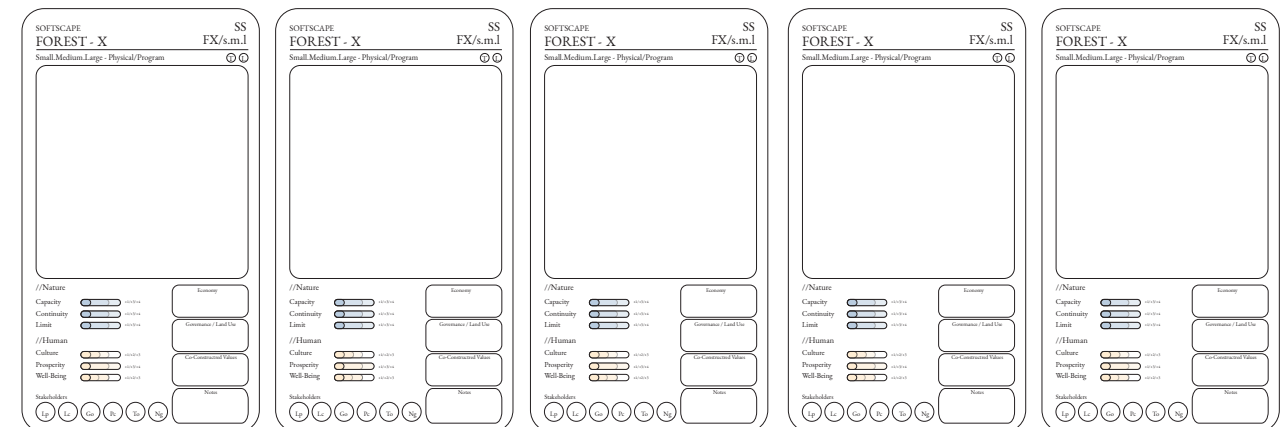 SOFTSCAPE
SS
FOREST - X
FX/s.m.l
Small.Medium.Large - Physical/Program
T L
//Nature
Economy
Capacity
Continuity
Limit
Governance / Land Use
//Human
Culture
Co-Constructed Values
Prosperity
Well-Being
Notes
Stakeholders
Lp Lc Go Pc To Ng
SOFTSCAPE
SS
FOREST - X
FX/s.m.l
Small.Medium.Large - Physical/Program
T L
//Nature
Economy
Capacity
Continuity
Limit
Governance / Land Use
//Human
Culture
Co-Constructed Values
Prosperity
Well-Being
Notes
Stakeholders
Lp Lc Go Pc To Ng
SOFTSCAPE
SS
FOREST - X
FX/s.m.l
Small.Medium.Large - Physical/Program
T L
//Nature
Economy
Capacity
Continuity
Limit
Governance / Land Use
//Human
Culture
Co-Constructed Values
Prosperity
Well-Being
Notes
Stakeholders
Lp Lc Go Pc To Ng
SOFTSCAPE
SS
FOREST - X
FX/s.m.l
Small.Medium.Large - Physical/Program
T L
//Nature
Economy
Capacity
Continuity
Limit
Governance / Land Use
//Human
Culture
Co-Constructed Values
Prosperity
Well-Being
Notes
Stakeholders
Lp Lc Go Pc To Ng
SOFTSCAPE
SS
FOREST - X
FX/s.m.l
Small.Medium.Large - Physical/Program
T L
//Nature
Economy
Capacity
Continuity
Limit
Governance / Land Use
//Human
Culture
Co-Constructed Values
Prosperity
Well-Being
Notes
Stakeholders
Lp Lc Go Pc To Ng